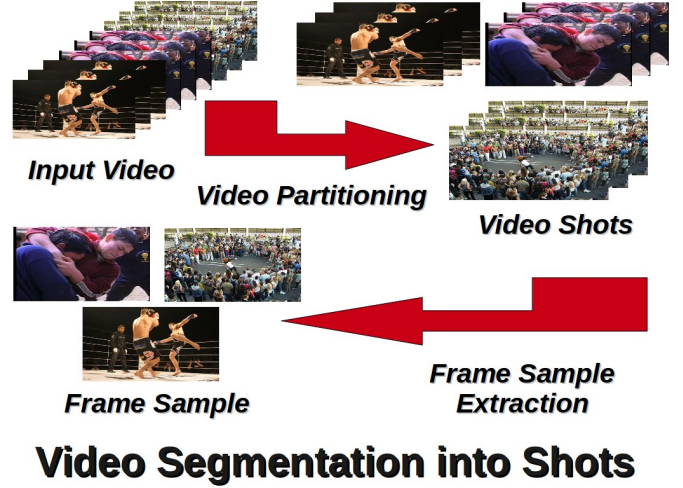 Input Video
Video Partitioning
Video Shots
Frame Sample
Extraction
Frame Sample
Video Segmentation into Shots